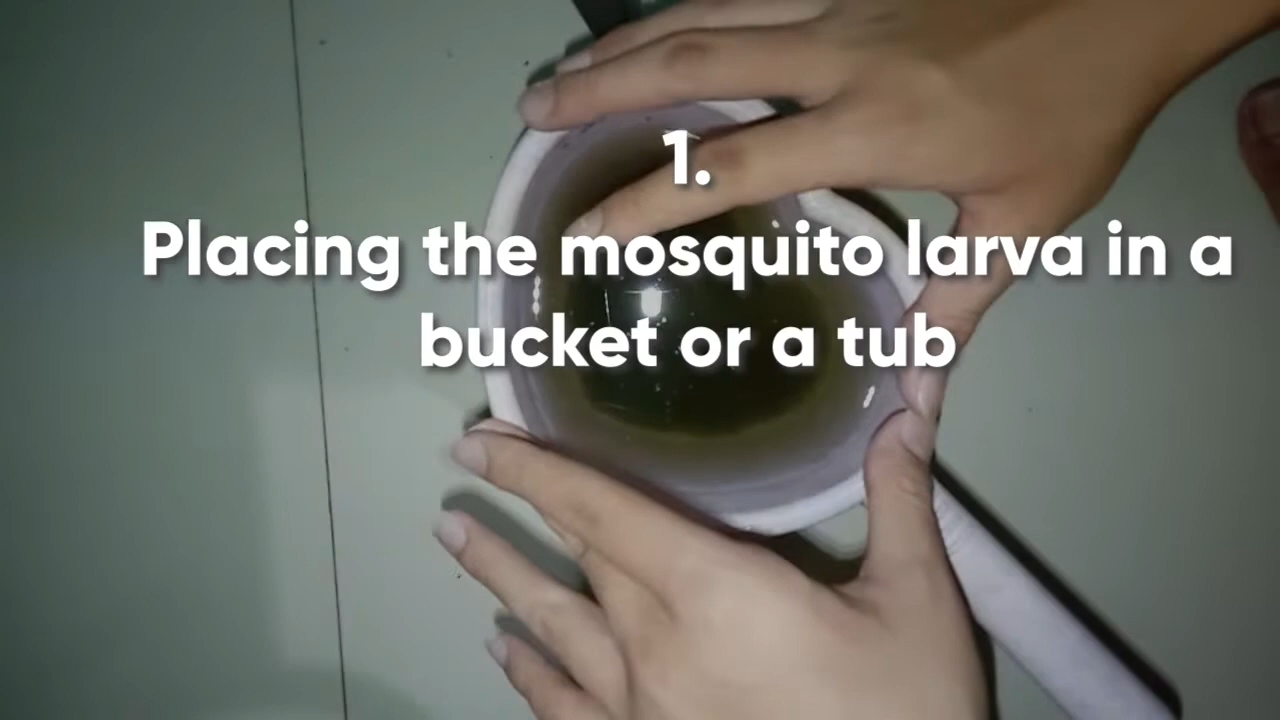 1.
Placing the mosquito larva in a
bucket or a tub